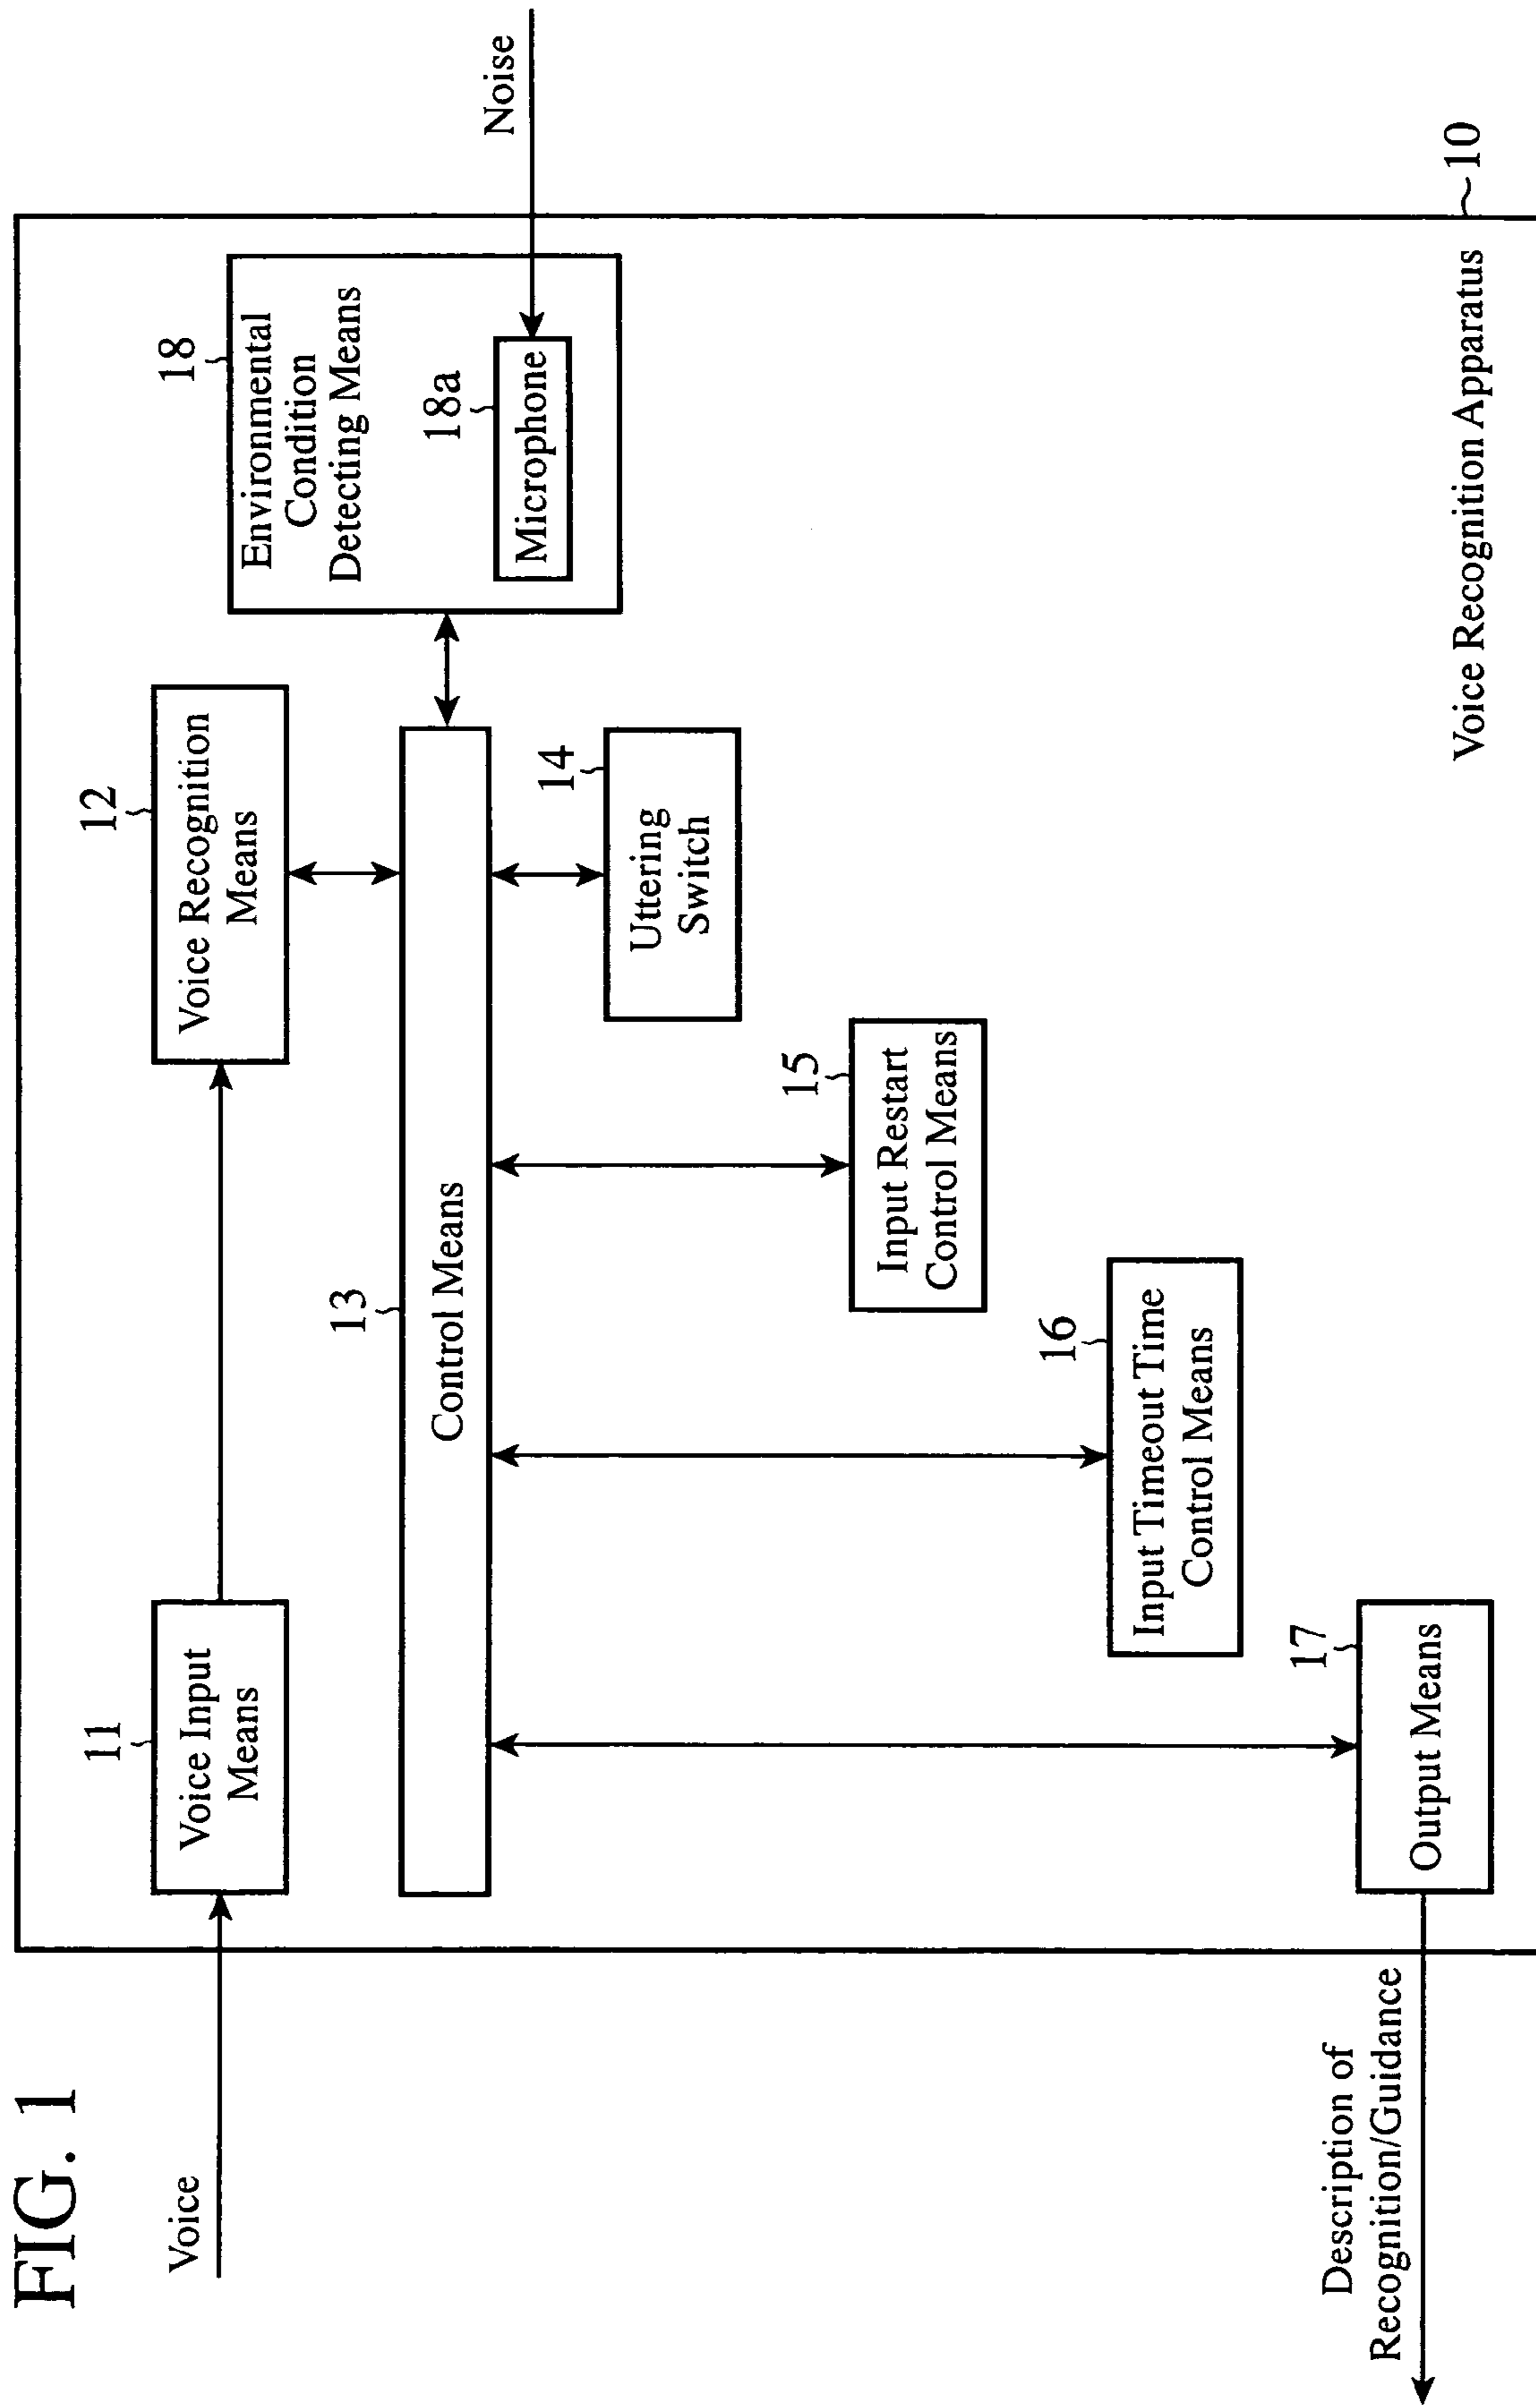 FIG. 1
Voice
11
Voice Input
Means
12
Voice Recognition
Means
18
Environmental
Condition
Detecting Means
18a
Microphone
Noise
13
Control Means
14
Uttering
Switch
15
Input Restart
Control Means
16
Input Timeout Time
Control Means
17
Output Means
Description of
Recognition/Guidance
Voice Recognition Apparatus
10